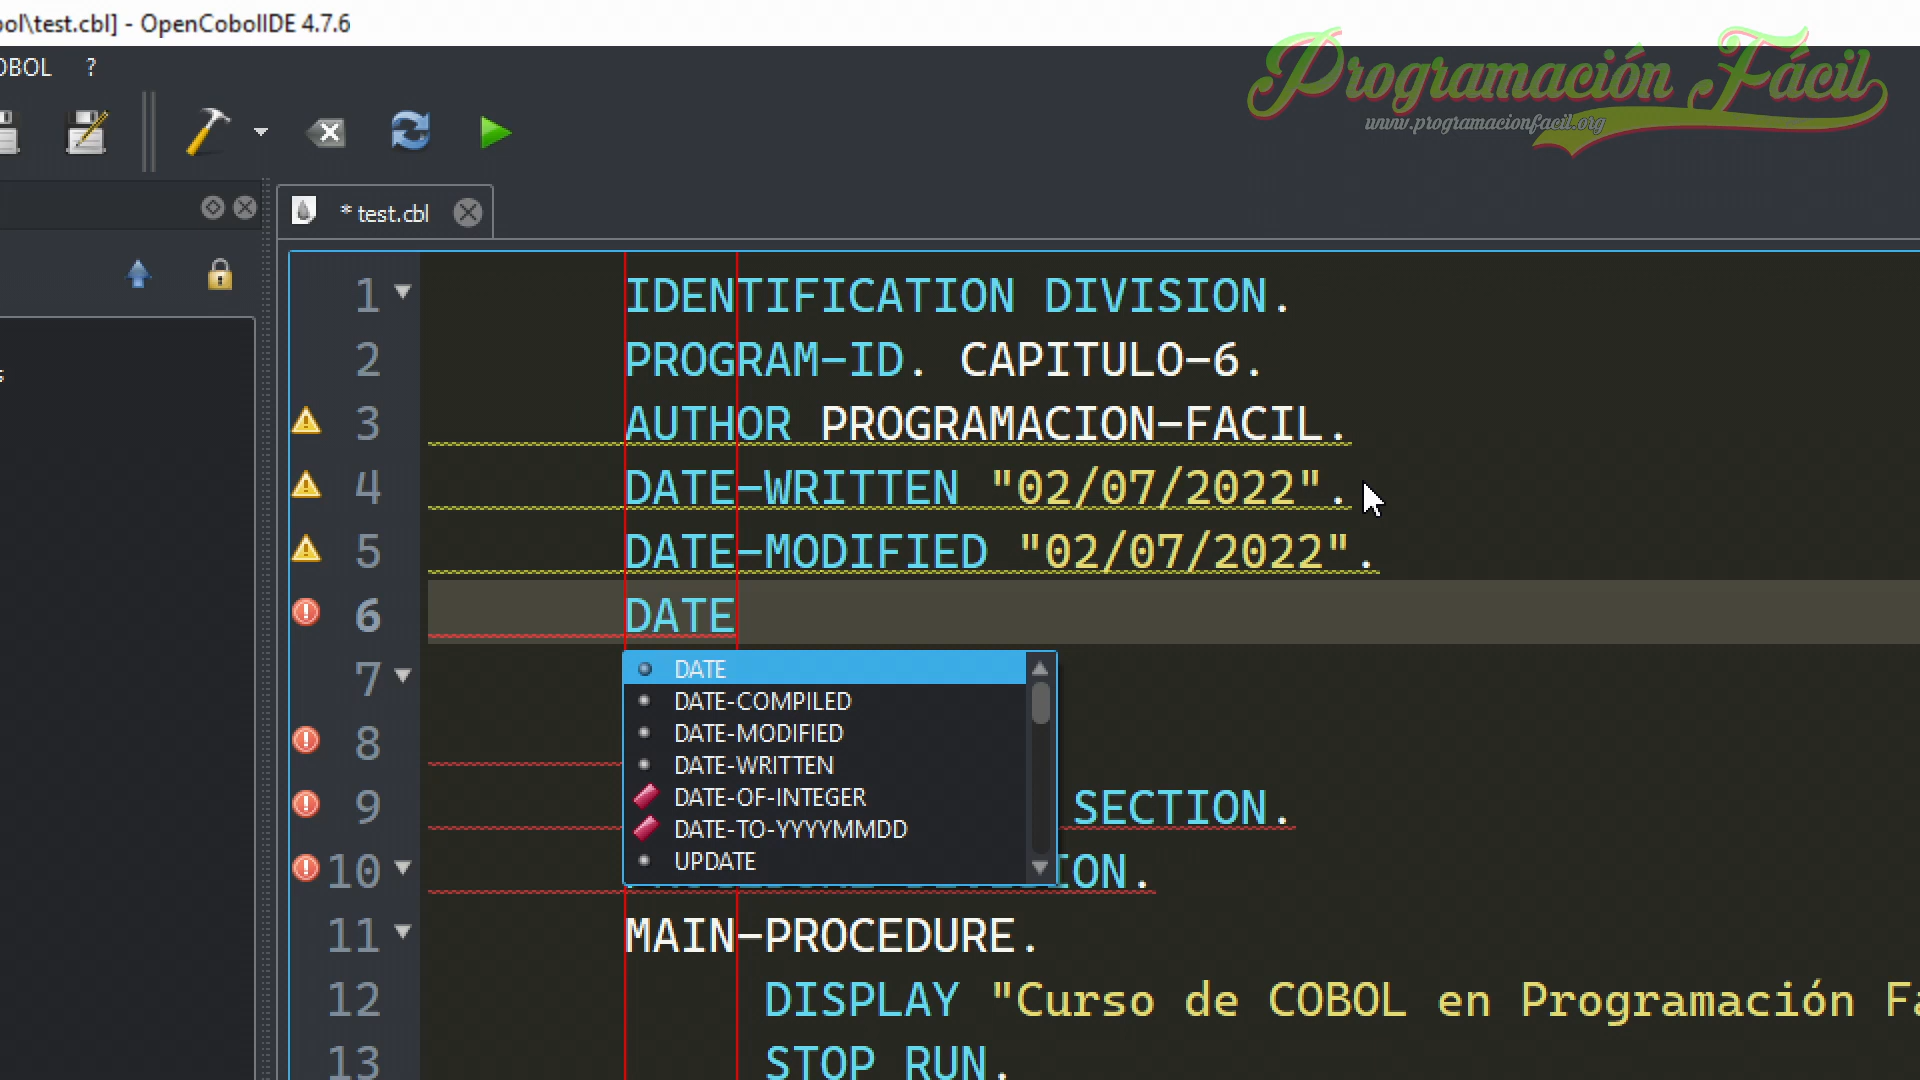 ol\test.cbl] - OpenCobolIDE 4.7.6
OBOL ?
Programación Fácil
www.programacionfacil.org
* test.cbl
1 IDENTIFICATION DIVISION.
2 PROGRAM-ID. CAPITULO-6.
3 AUTHOR PROGRAMACION-FACIL.
4 DATE-WRITTEN "02/07/2022".
5 DATE-MODIFIED "02/07/2022".
6 DATE
7
DATE
DATE-COMPILED
DATE-MODIFIED
DATE-WRITTEN
DATE-OF-INTEGER
DATE-TO-YYYYMMDD
UPDATE
8
9 SECTION.
10 ION.
11 MAIN-PROCEDURE.
12 DISPLAY "Curso de COBOL en Programación Fa
13 STOP RUN.